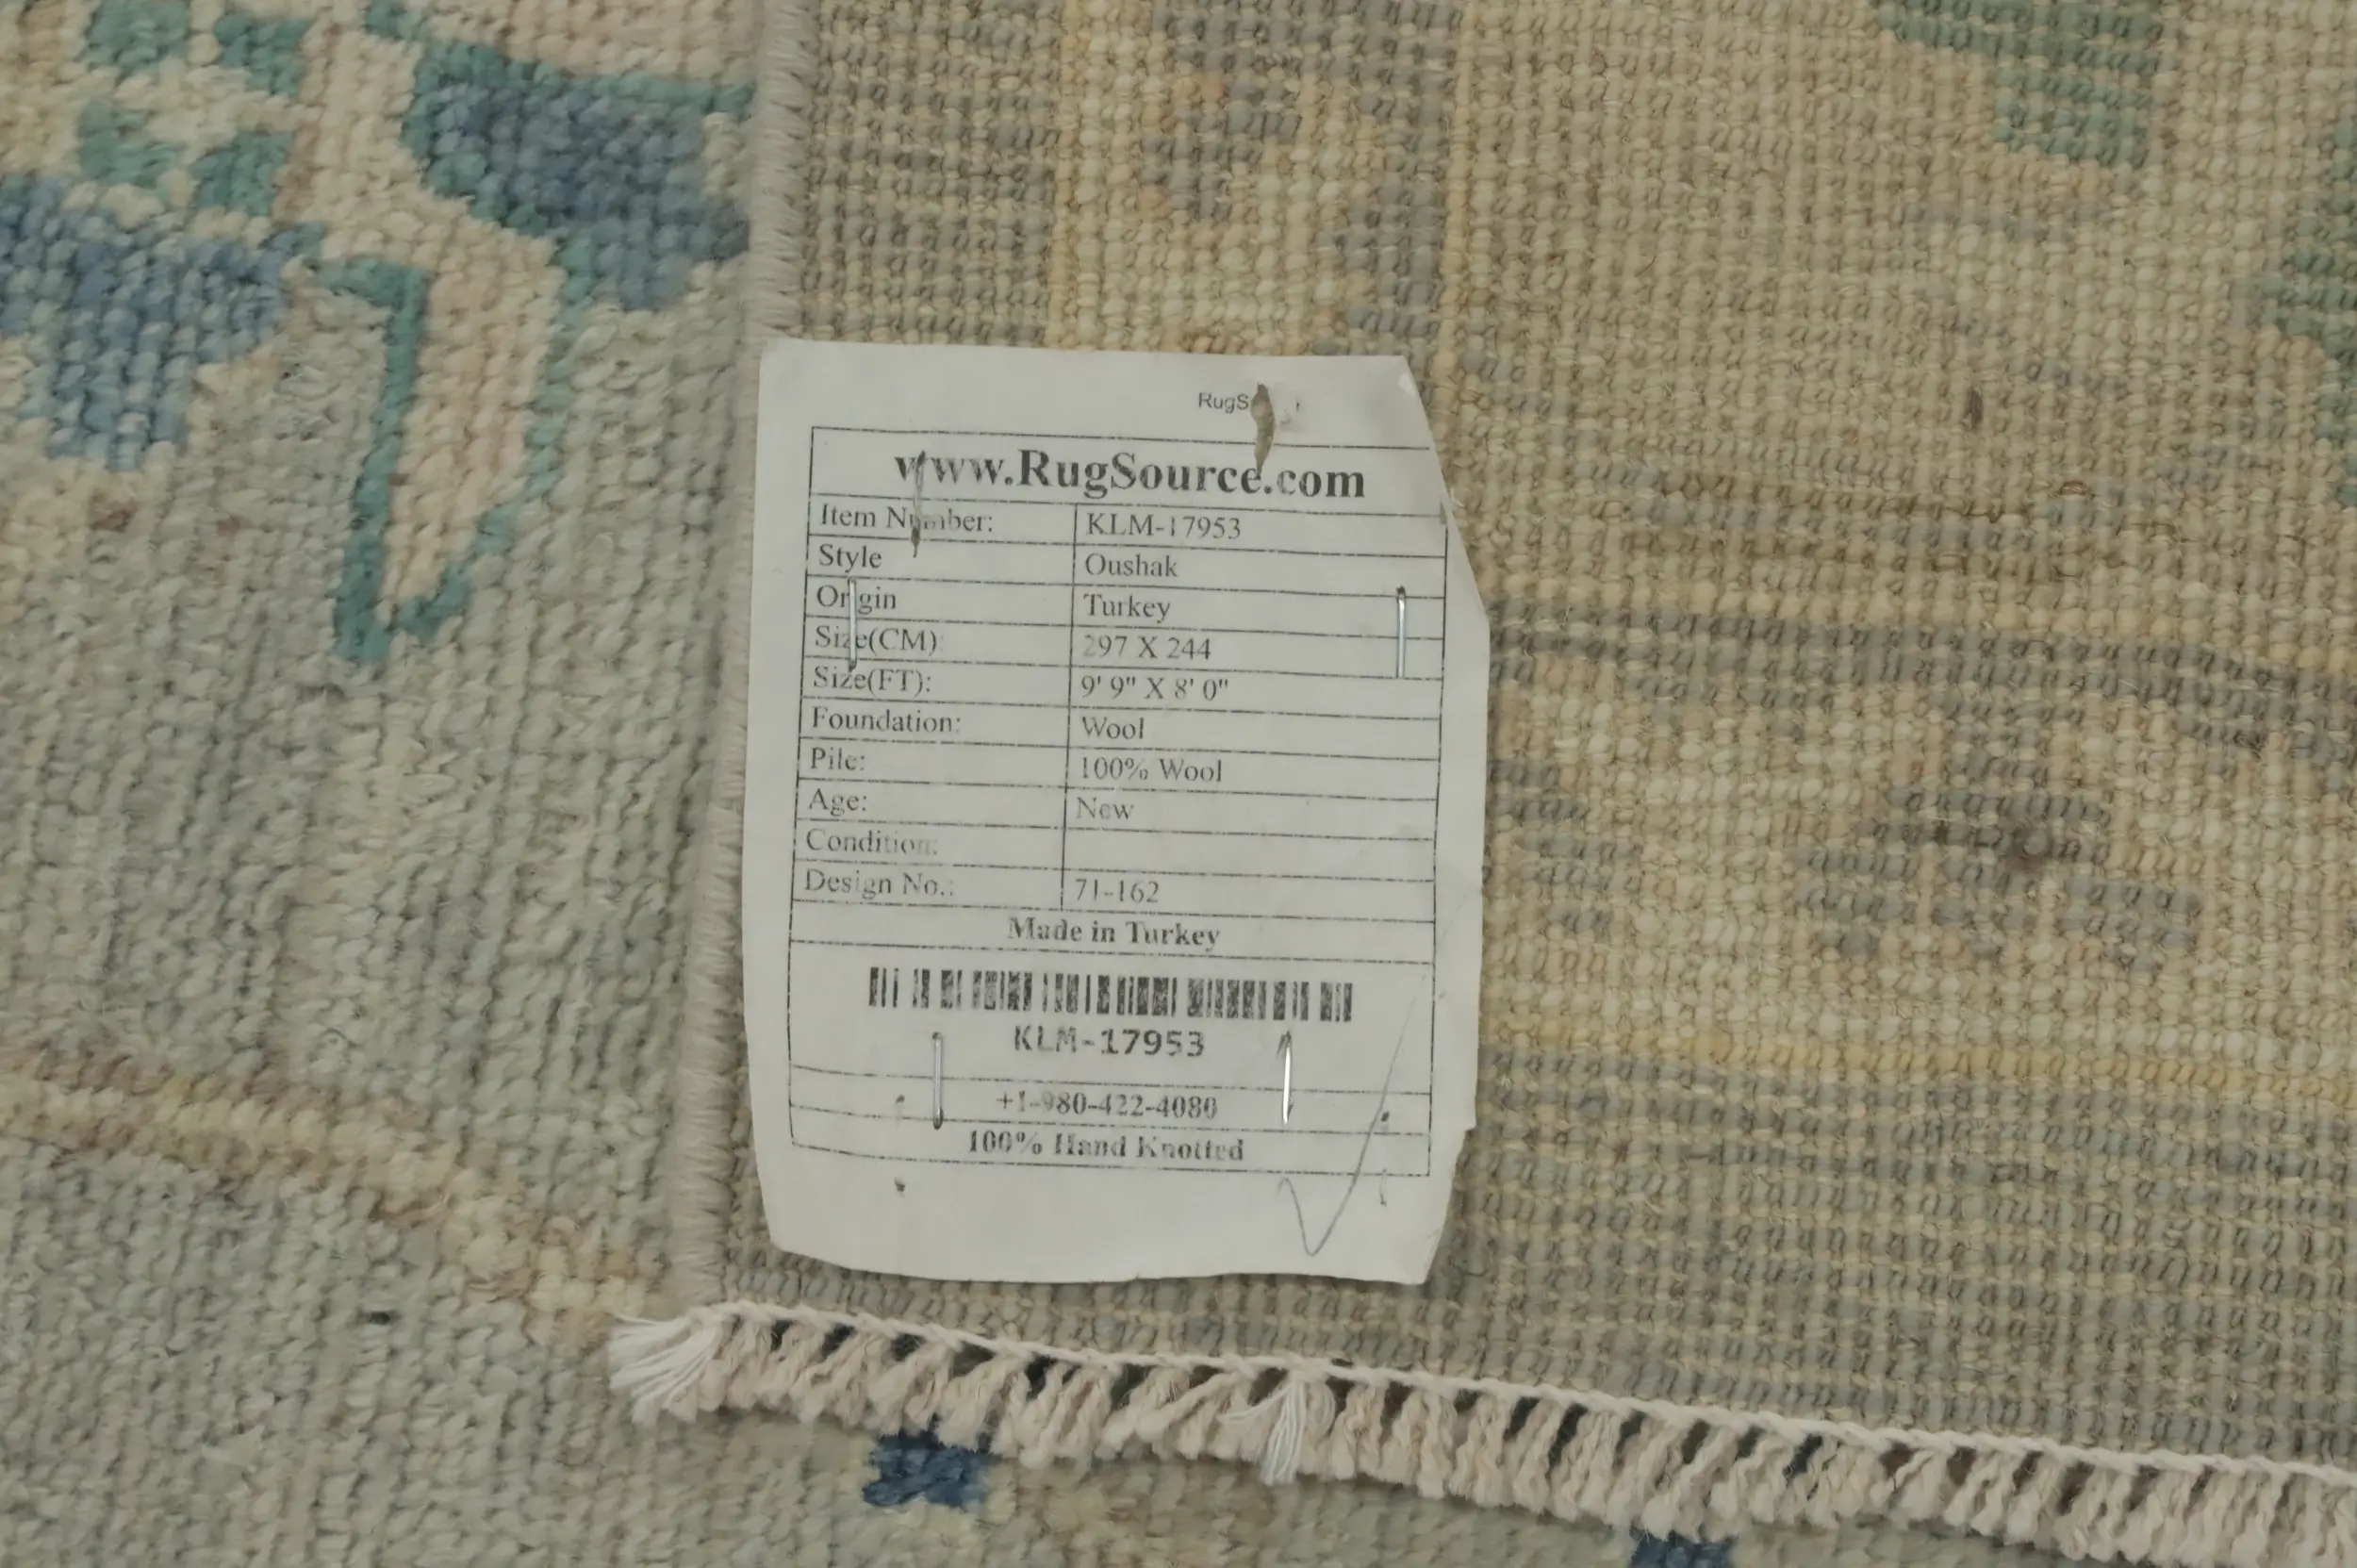 RugS
www.RugSource.com
Item Number: KLM-17953
Style Oushak
Origin Turkey
Size(CM) 297 X 244
Size(FT): 9' 9" X 8' 0"
Foundation: Wool
Pile: 100% Wool
Age: New
Condition:
Design No.: 71-162
Made in Turkey
KLM-17953
+1-980-422-4080
100% Hand Knotted